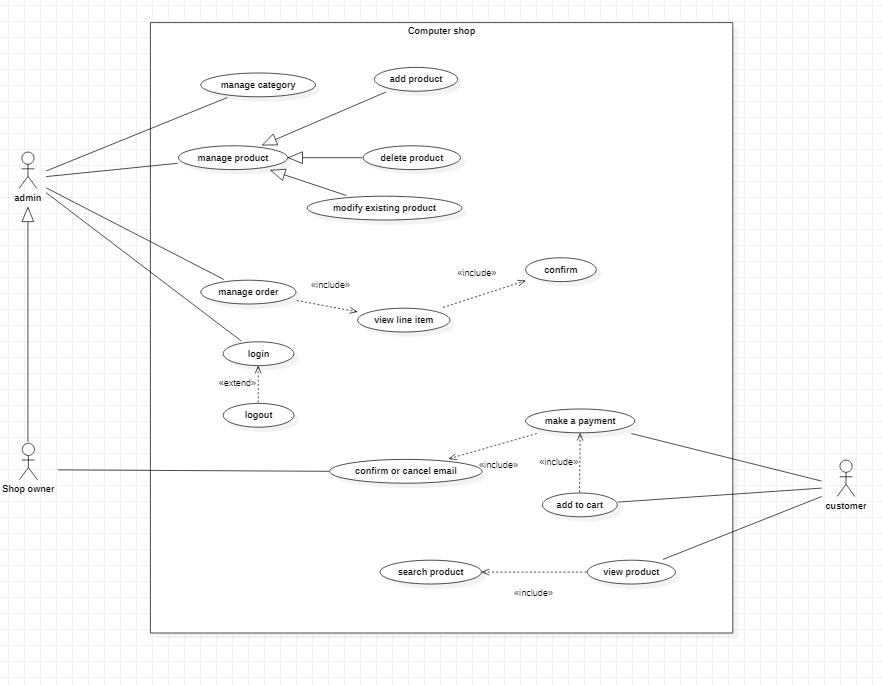 Computer shop
manage category
add product
manage product
delete product
admin
modify existing product
confirm
«include»
«include»
manage order
view line item
login
«extend»
logout
make a payment
«include»
«include»
confirm or cancel email
Shop owner
add to cart
customer
search product
view product
«include»